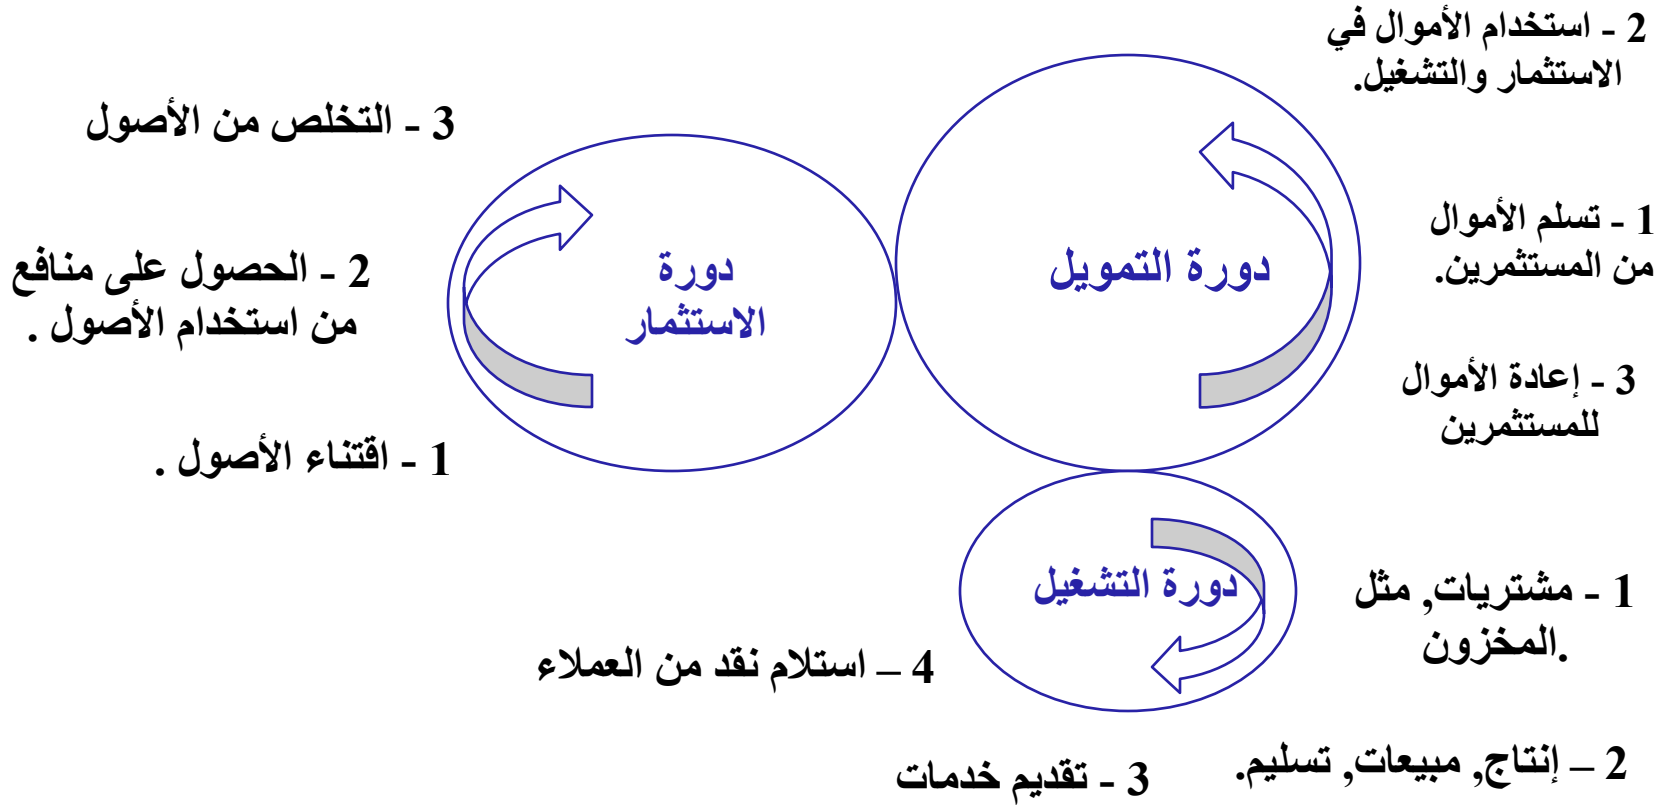 2 - استخدام الأموال في
الاستثمار والتشغيل.
1 - تسلم الأموال
من المستثمرين.
3 - إعادة الأموال
للمستثمرين
دورة التمويل
3 - التخلص من الأصول
2 - الحصول على منافع
من استخدام الأصول .
1 - اقتناء الأصول .
دورة
الاستثمار
دورة التشغيل
1 - مشتريات, مثل
المخزون.
2 – إنتاج, مبيعات, تسليم.
3 - تقديم خدمات
4 – استلام نقد من العملاء